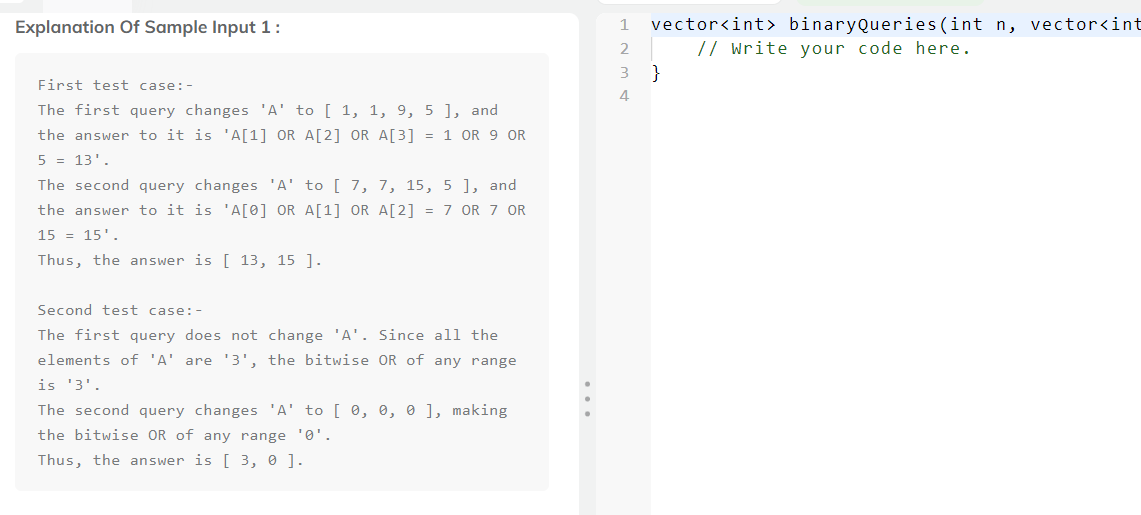 Explanation Of Sample Input 1 :
First test case:-
The first query changes 'A' to [ 1, 1, 9, 5 ], and
the answer to it is 'A[1] OR A[2] OR A[3] = 1 OR 9 OR
5 = 13'.
The second query changes 'A' to [ 7, 7, 15, 5 ], and
the answer to it is 'A[0] OR A[1] OR A[2] = 7 OR 7 OR
15 = 15'.
Thus, the answer is [ 13, 15 ].
Second test case:-
The first query does not change 'A'. Since all the
elements of 'A' are '3', the bitwise OR of any range
is '3'.
The second query changes 'A' to [ 0, 0, 0 ], making
the bitwise OR of any range '0'.
Thus, the answer is [ 3, 0 ].
1 vector<int> binaryQueries(int n, vector<int
2 // Write your code here.
3 }
4